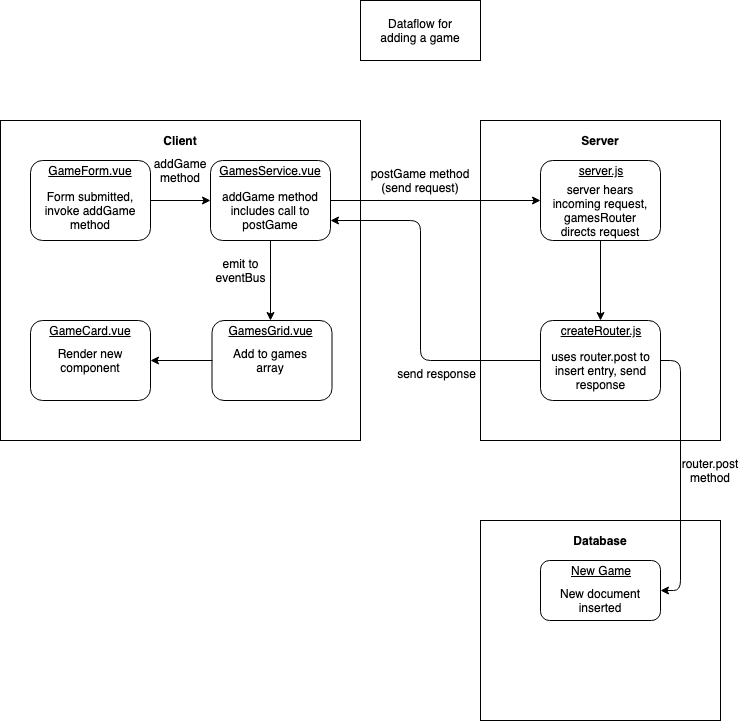 Dataflow for
adding a game
Client
GameForm.vue
Form submitted,
invoke addGame
method
addGame
method
GamesService.vue
addGame method
includes call to
postGame
postGame method
(send request)
Server
server.js
server hears
incoming request,
gamesRouter
directs request
emit to
eventBus
GameCard.vue
Render new
component
GamesGrid.vue
Add to games
array
send response
createRouter.js
uses router.post to
insert entry, send
response
router.post
method
Database
New Game
New document
inserted